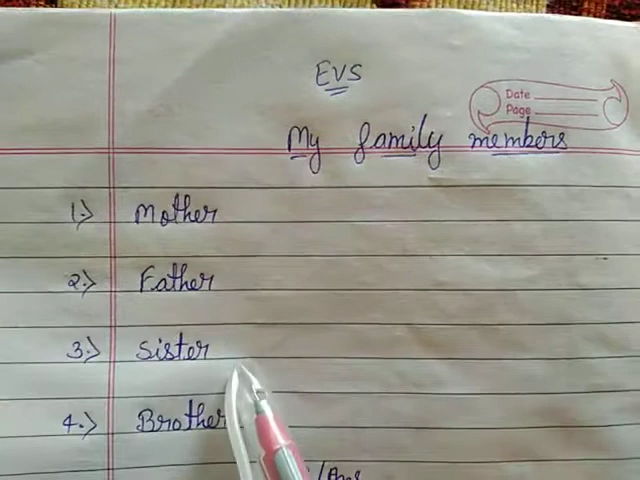 EVS
Date
Page
My family members
1.) Mother
2.) Father
3.) Sister
4.) Brother